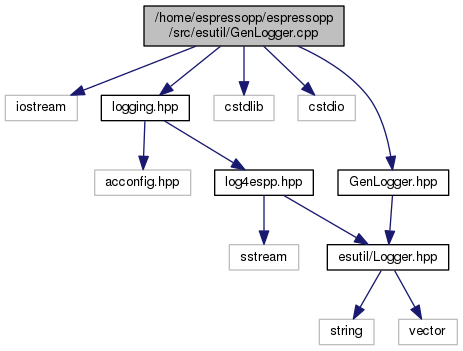 /home/espressopp/espressopp
/src/esutil/GenLogger.cpp
iostream
logging.hpp
cstdlib
cstdio
acconfig.hpp
log4espp.hpp
GenLogger.hpp
sstream
esutil/Logger.hpp
string
vector